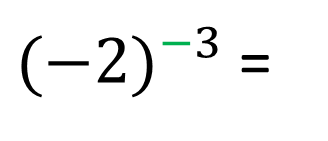 (−2)⁻³ =